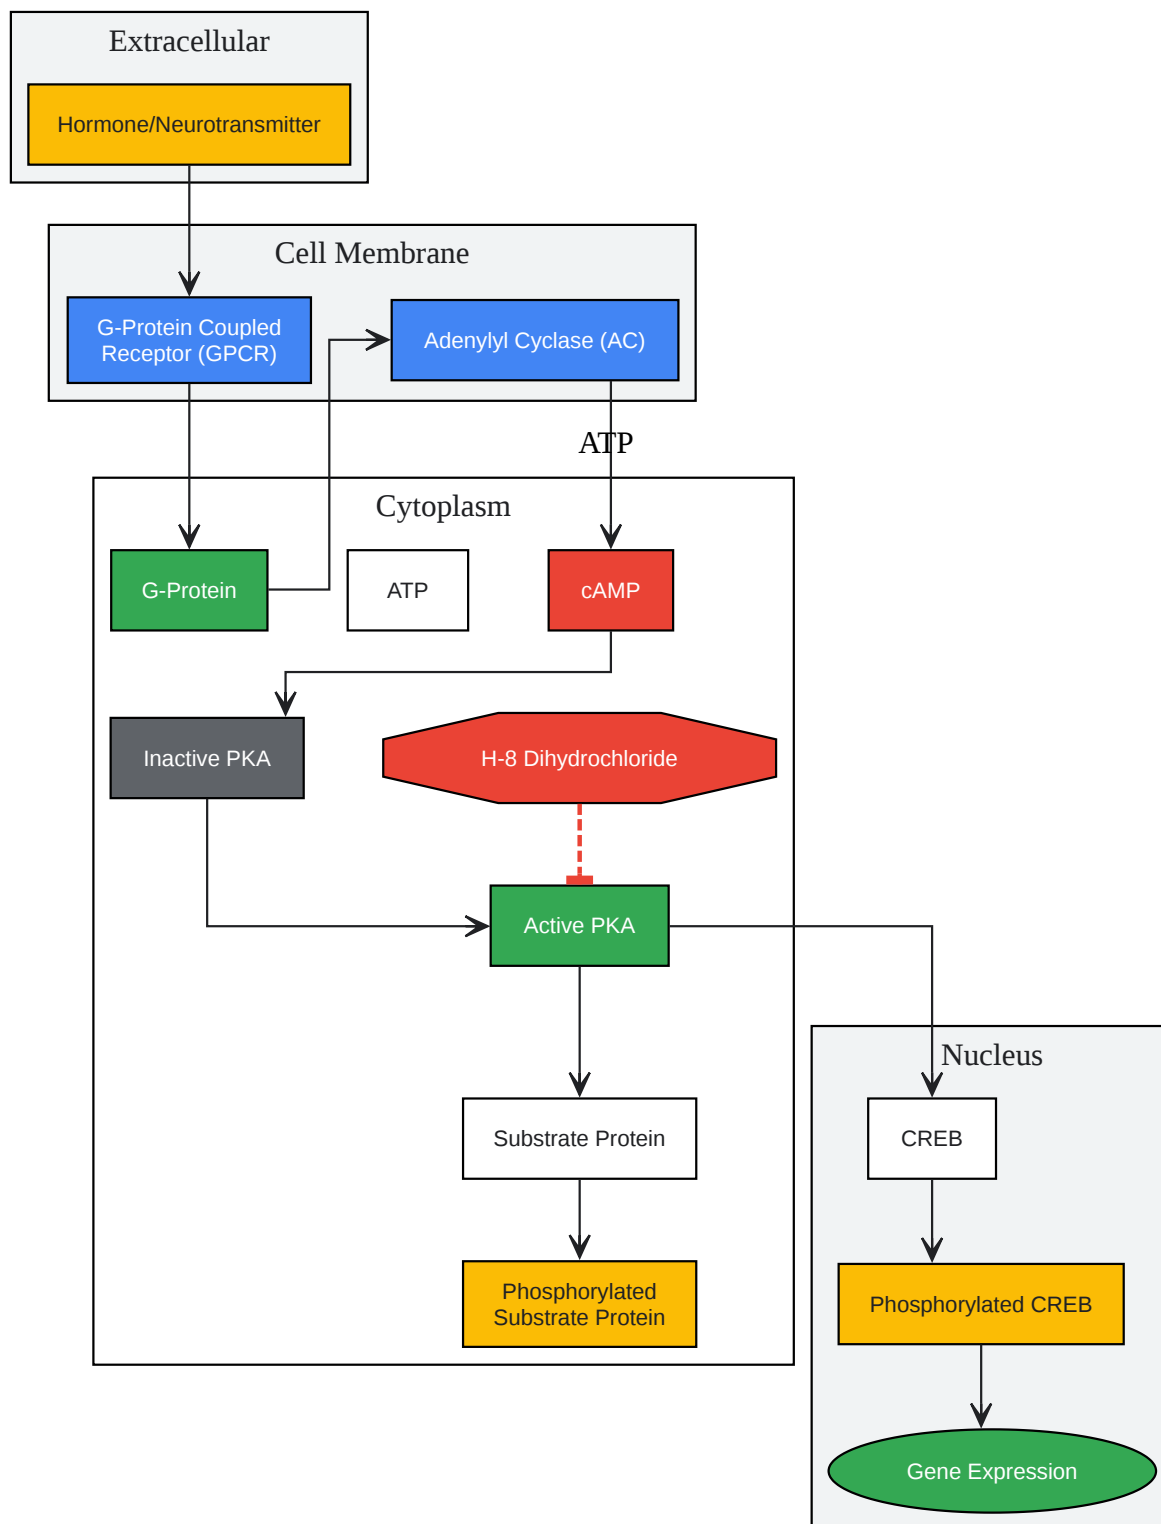 Extracellular
Hormone/Neurotransmitter
Cell Membrane
G-Protein Coupled
Receptor (GPCR)
Adenylyl Cyclase (AC)
ATP
Cytoplasm
G-Protein
ATP
cAMP
Inactive PKA
H-8 Dihydrochloride
Active PKA
Nucleus
Substrate Protein
CREB
Phosphorylated
Substrate Protein
Phosphorylated CREB
Gene Expression